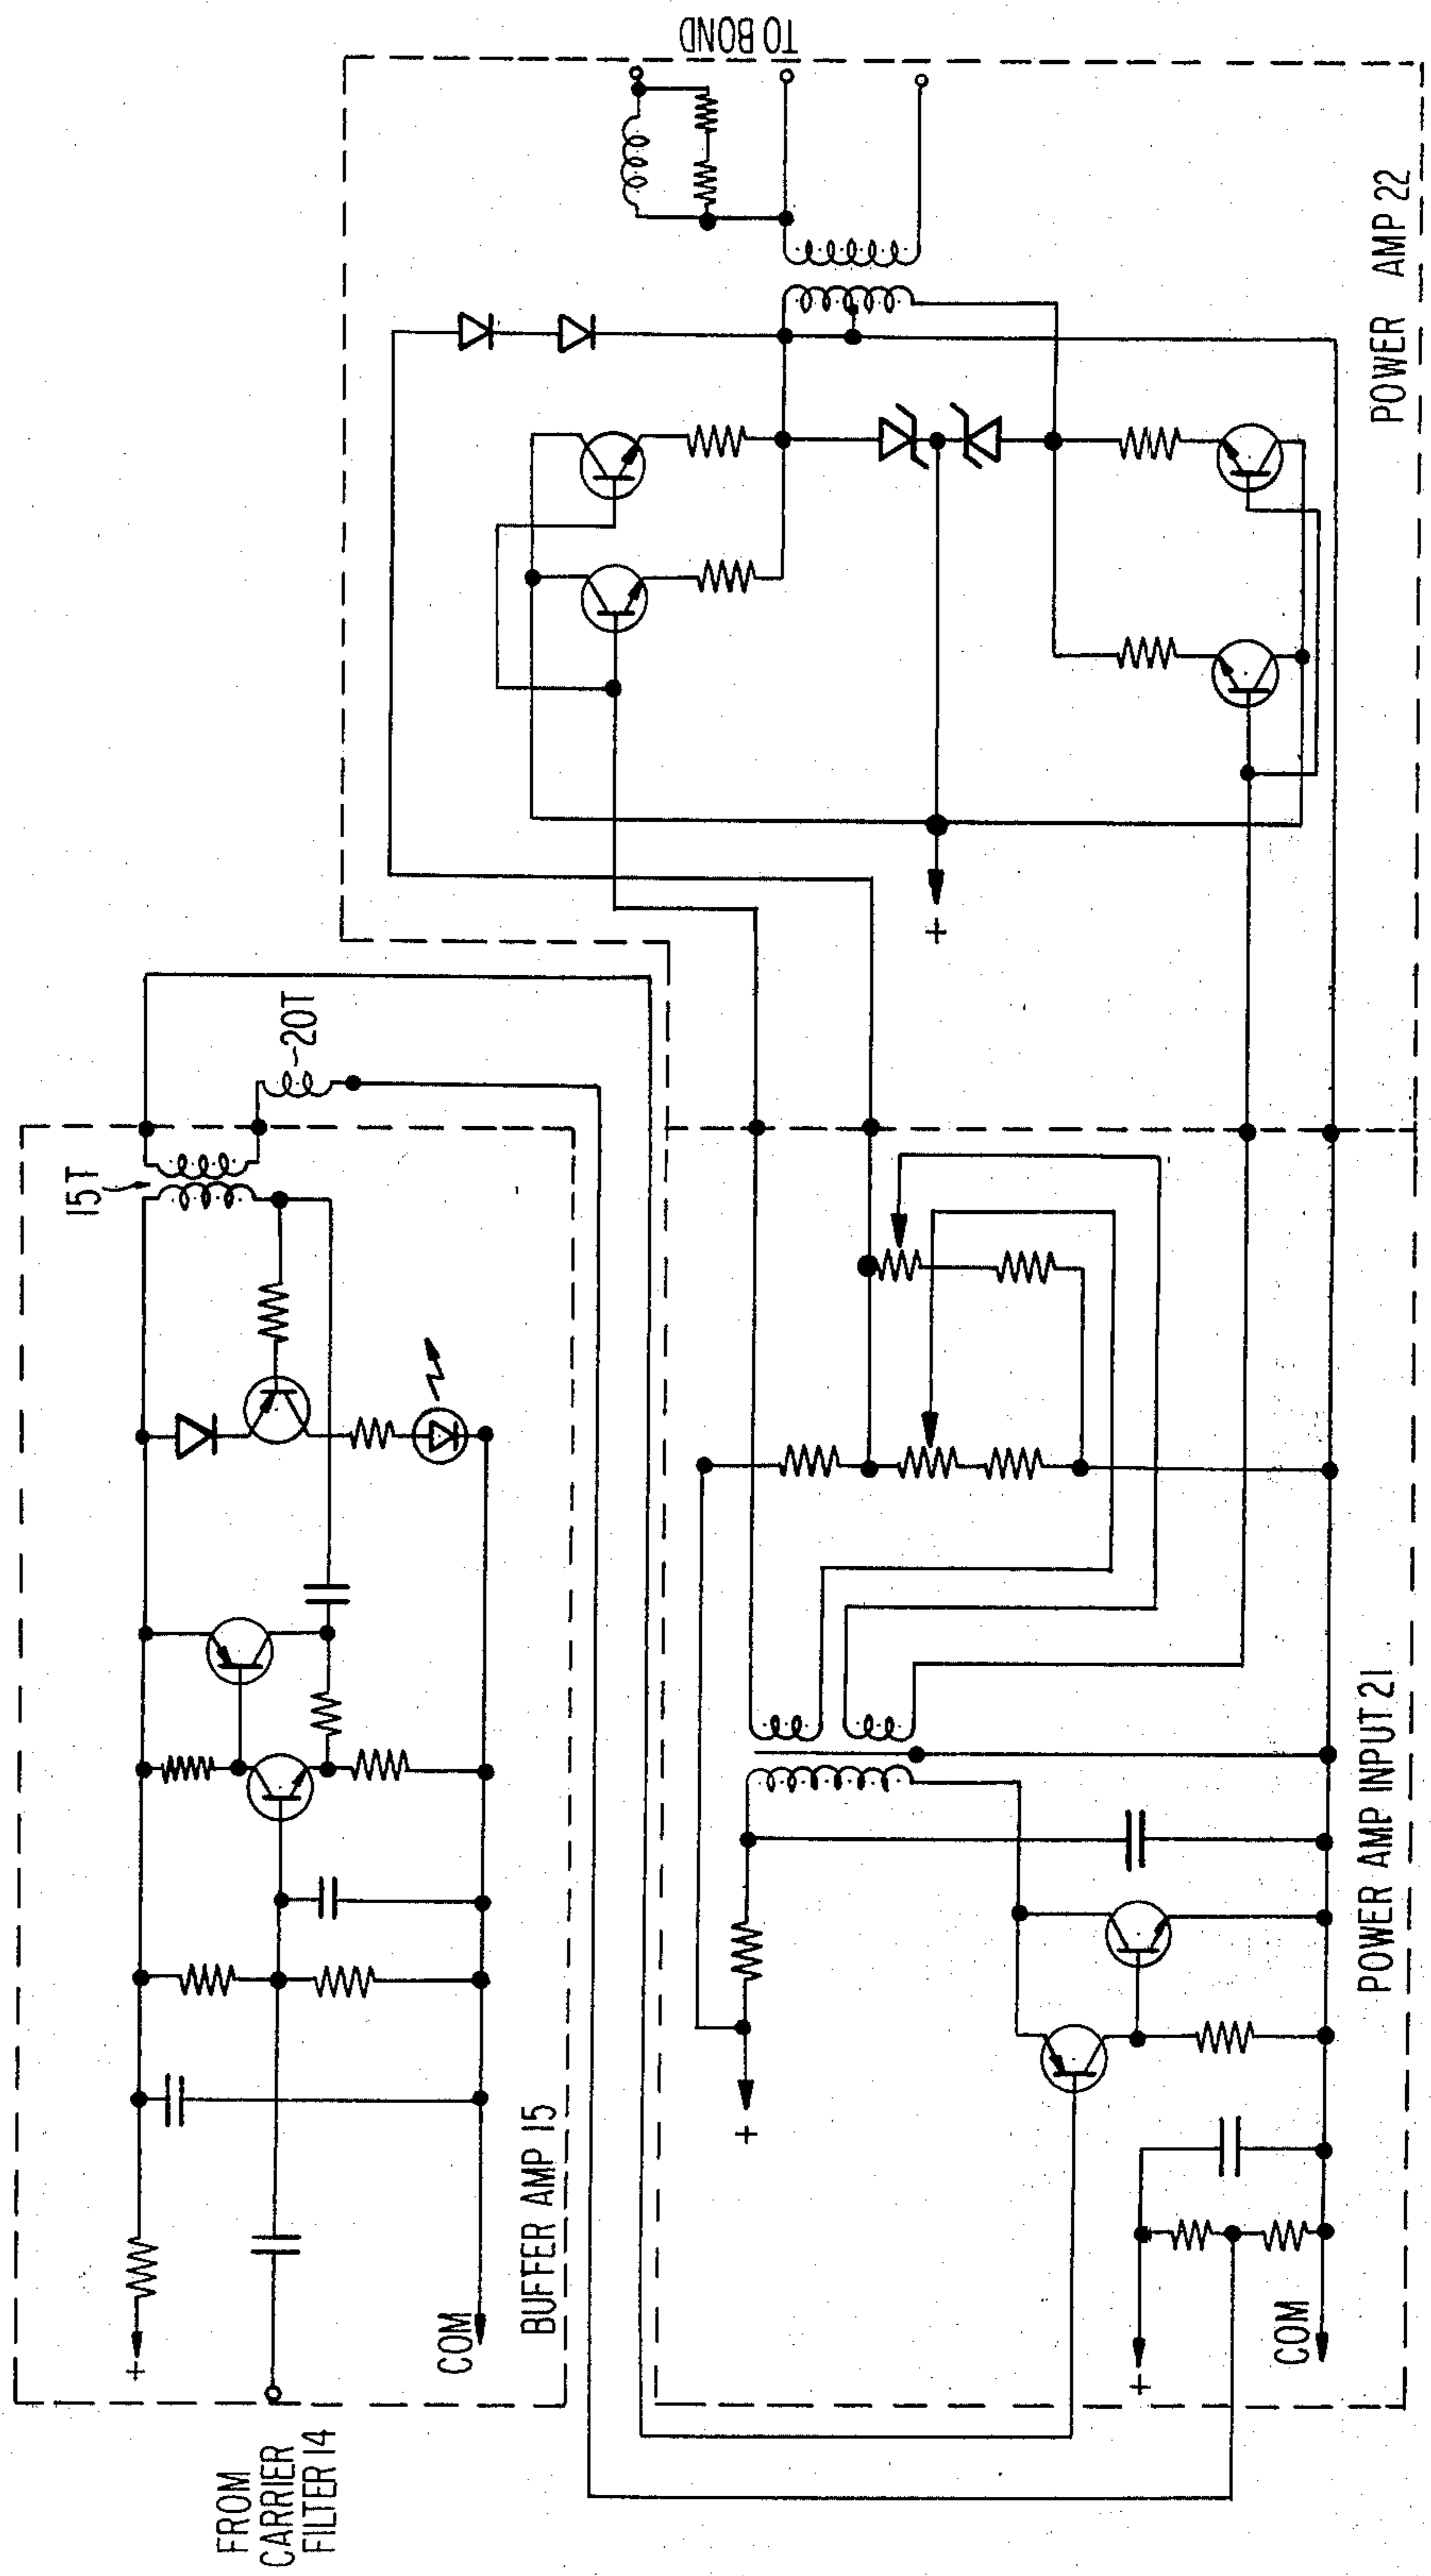 FROM
CARRIER
FILTER 14
+
COM
BUFFER AMP 15
15T
20T
+
+
COM
POWER AMP INPUT 21
+
POWER AMP 22
TO BOND